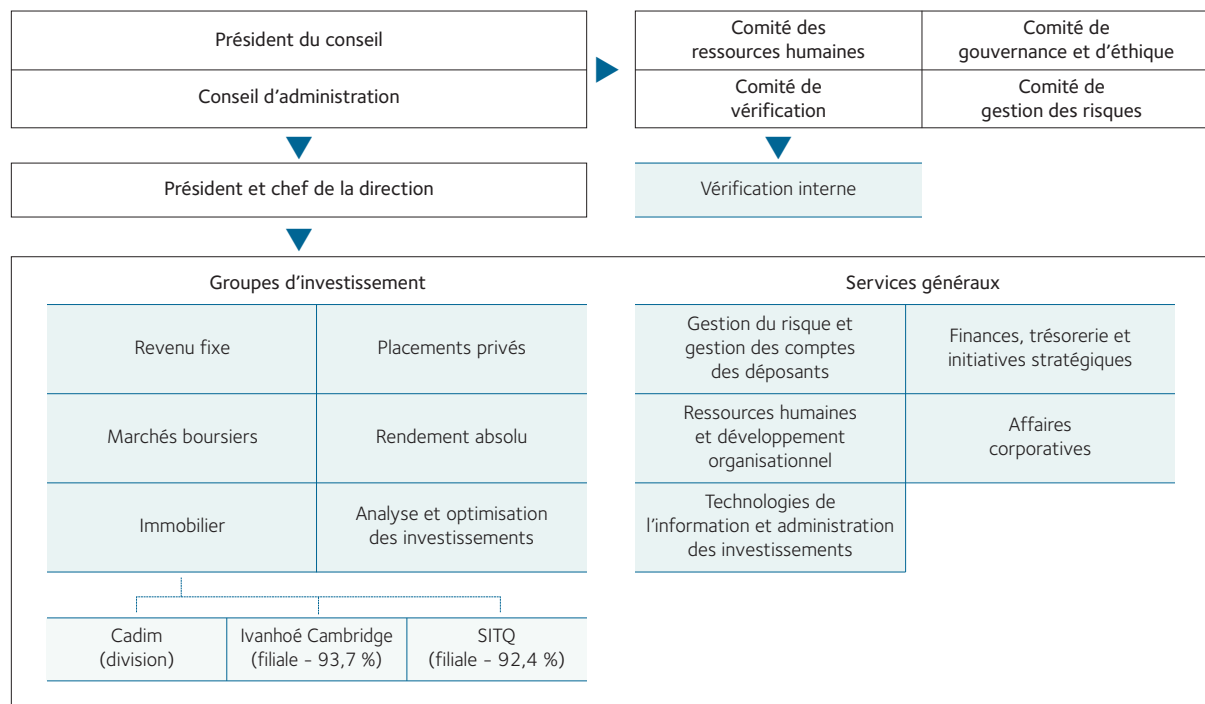 Président du conseil
Conseil d'administration
Comité des
ressources humaines
Comité de
gouvernance et d'éthique
Comité de
vérification
Comité de
gestion des risques
Président et chef de la direction
Vérification interne
Groupes d'investissement
Revenu fixe
Placements privés
Marchés boursiers
Rendement absolu
Immobilier
Analyse et optimisation
des investissements
Cadim
(division)
Ivanhoé Cambridge
(filiale - 93,7 %)
SITQ
(filiale - 92,4 %)
Services généraux
Gestion du risque et
gestion des comptes
des déposants
Finances, trésorerie et
initiatives stratégiques
Ressources humaines
et développement
organisationnel
Affaires
corporatives
Technologies de
l'information et administration
des investissements